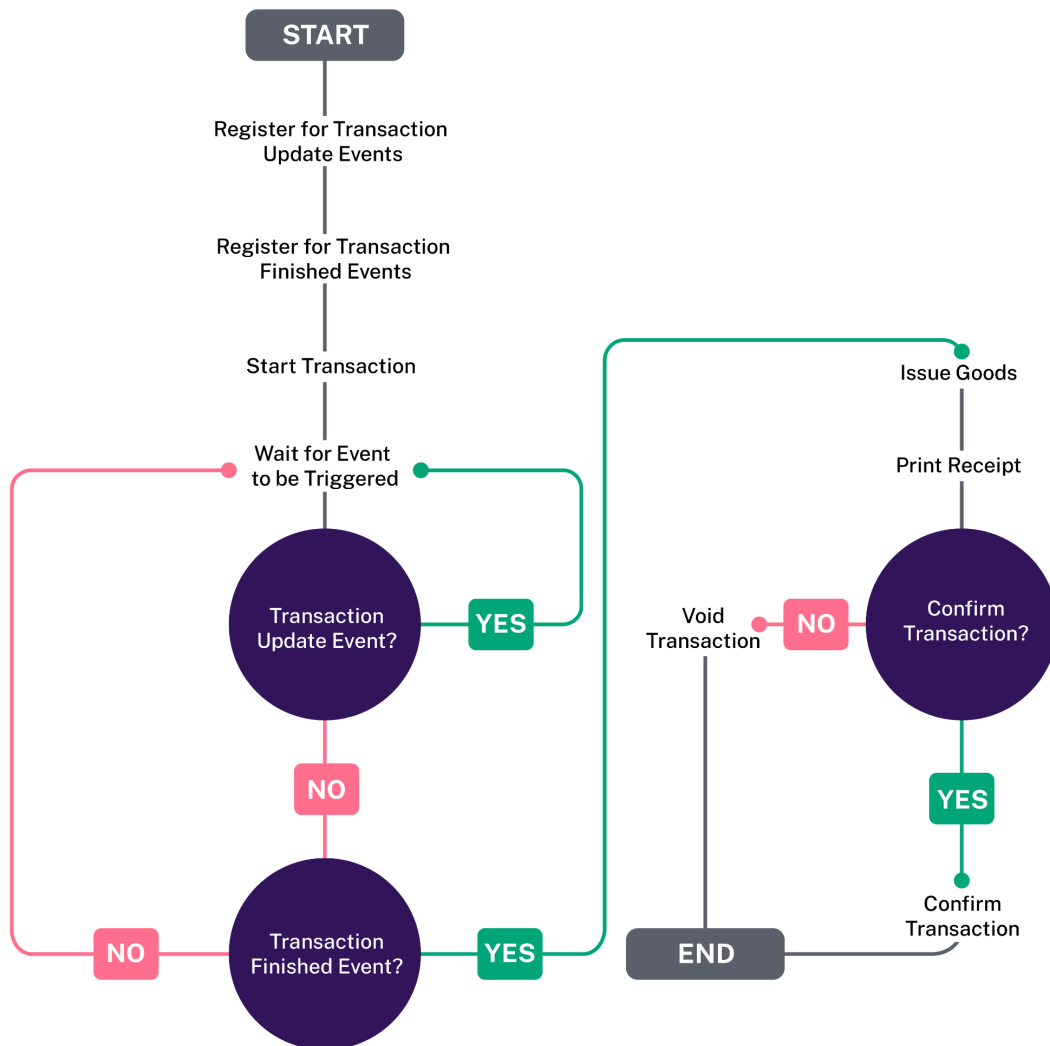 START
Register for Transaction
Update Events
Register for Transaction
Finished Events
Start Transaction
Wait for Event
to be Triggered
Transaction
Update Event?
YES
NO
Transaction
Finished Event?
NO
YES
Issue Goods
Print Receipt
Confirm
Transaction?
NO
Void
Transaction
YES
Confirm
Transaction
END